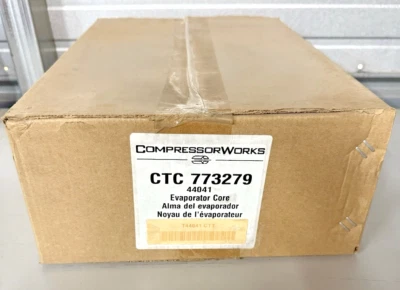 COMPRESSORWORKS
CTC 773279
44041
Evaporator Core
Alma del evaporador
Noyau de l'évaporateur